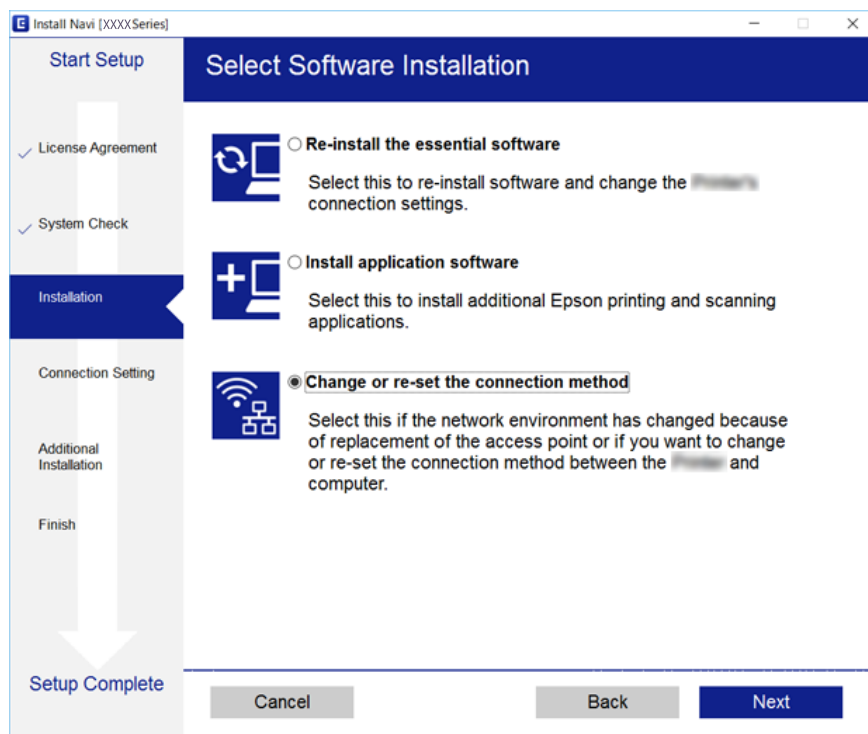 E Install Navi [XXXX Series]
Start Setup
Select Software Installation
License Agreement
System Check
Installation
Connection Setting
Additional
Installation
Finish
Setup Complete
Re-install the essential software
Select this to re-install software and change the
connection settings.
Install application software
Select this to install additional Epson printing and scanning
applications.
Change or re-set the connection method
Select this if the network environment has changed because
of replacement of the access point or if you want to change
or re-set the connection method between the and
computer.
Cancel
Back
Next